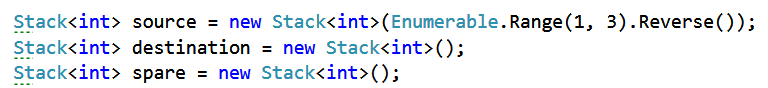 Stack<int> source = new Stack<int>(Enumerable.Range(1, 3).Reverse());
Stack<int> destination = new Stack<int>();
Stack<int> spare = new Stack<int>();